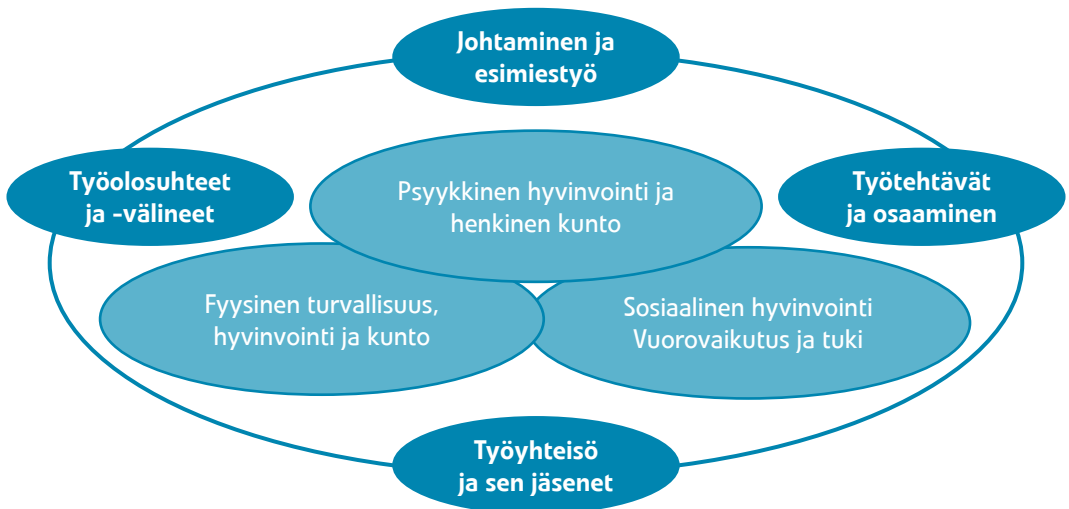 Johtaminen ja
esimiestyö
Työolosuhteet
ja -välineet
Psyykkinen hyvinvointi ja
henkinen kunto
Työtehtävät
ja osaaminen
Fyysinen turvallisuus,
hyvinvointi ja kunto
Sosiaalinen hyvinvointi
Vuorovaikutus ja tuki
Työyhteisö
ja sen jäsenet